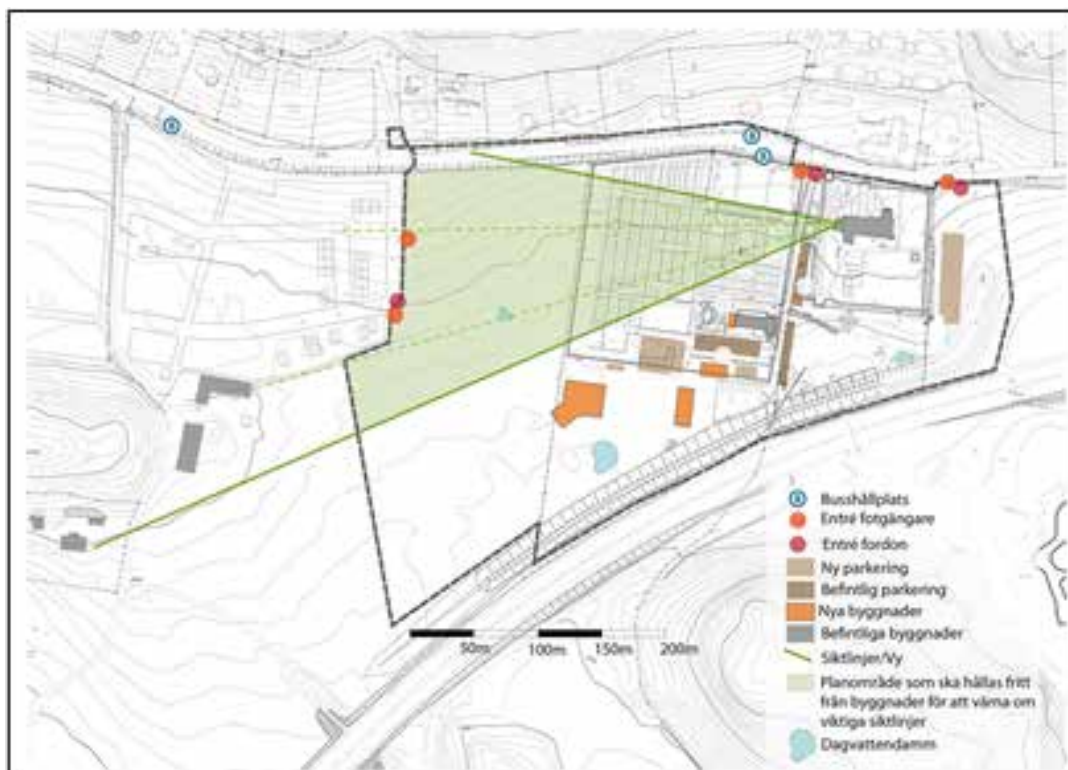 50m
100m
150m
200m
Busshållplats
Entré fotgängare
Entré fordon
Ny parkering
Befintlig parkering
Nya byggnader
Befintliga byggnader
Siktlinjer/Vy
Planområde som ska hållas fritt
från byggnader för att värna om
viktiga siktlinjer
Dagvattendamm